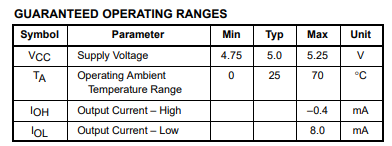 GUARANTEED OPERATING RANGES
Symbol Parameter Min Typ Max Unit
VCC Supply Voltage 4.75 5.0 5.25 V
TA Operating Ambient 0 25 70 °C
Temperature Range
IOH Output Current – High –0.4 mA
IOL Output Current – Low 8.0 mA